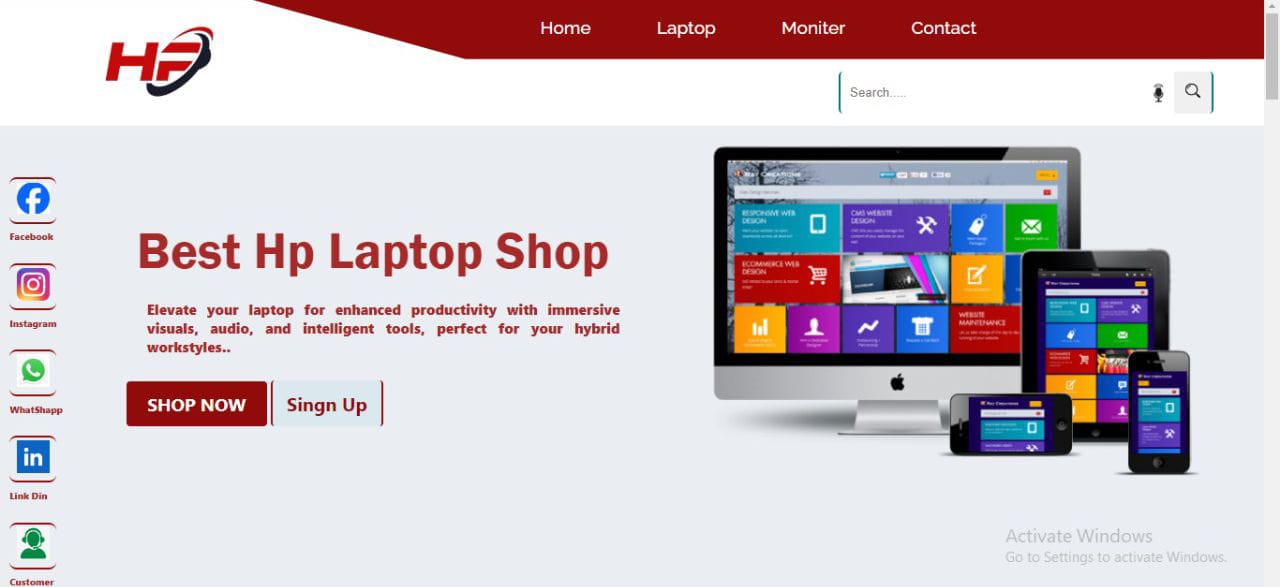 HF
Home Laptop Moniter Contact
Search.....
Facebook
Instagram
WhatShapp
Link Din
Customer
Best Hp Laptop Shop
Elevate your laptop for enhanced productivity with immersive
visuals, audio, and intelligent tools, perfect for your hybrid
workstyles..
SHOP NOW Singn Up
RESPONSIVE WEB
DESIGN
CMS WEBSITE
DESIGN
ECOMMERCE WEB
DESIGN
WEBSITE
MAINTENANCE
Activate Windows
Go to Settings to activate Windows.